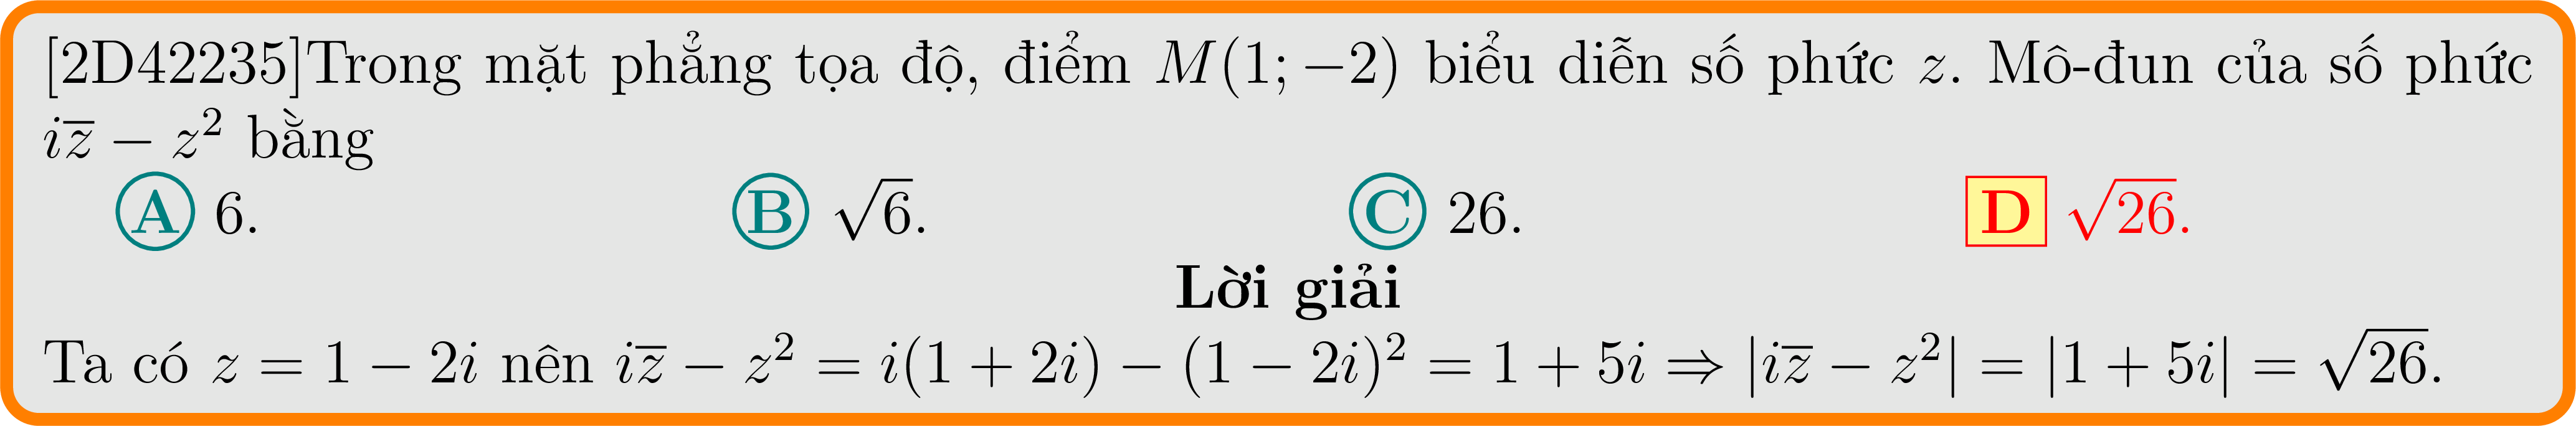 [2D42235]Trong mặt phẳng tọa độ, điểm $M(1; -2)$ biểu diễn số phức $z$. Mô-đun của số phức
$i\overline{z} - z^2$ bằng
A 6. B $\sqrt{6}$. C 26. D $\sqrt{26}$.
Lời giải
Ta có $z = 1 - 2i$ nên $i\overline{z} - z^2 = i(1 + 2i) - (1 - 2i)^2 = 1 + 5i \Rightarrow |i\overline{z} - z^2| = |1 + 5i| = \sqrt{26}$.